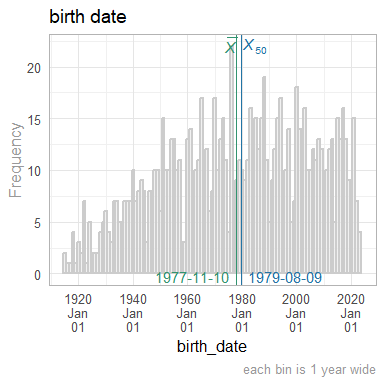 birth date
X̅ X50
Frequency
20
15
10
5
0
1977-11-10 1979-08-09
1920 1940 1960 1980 2000 2020
Jan Jan Jan Jan Jan Jan
01 01 01 01 01 01
birth_date
each bin is 1 year wide